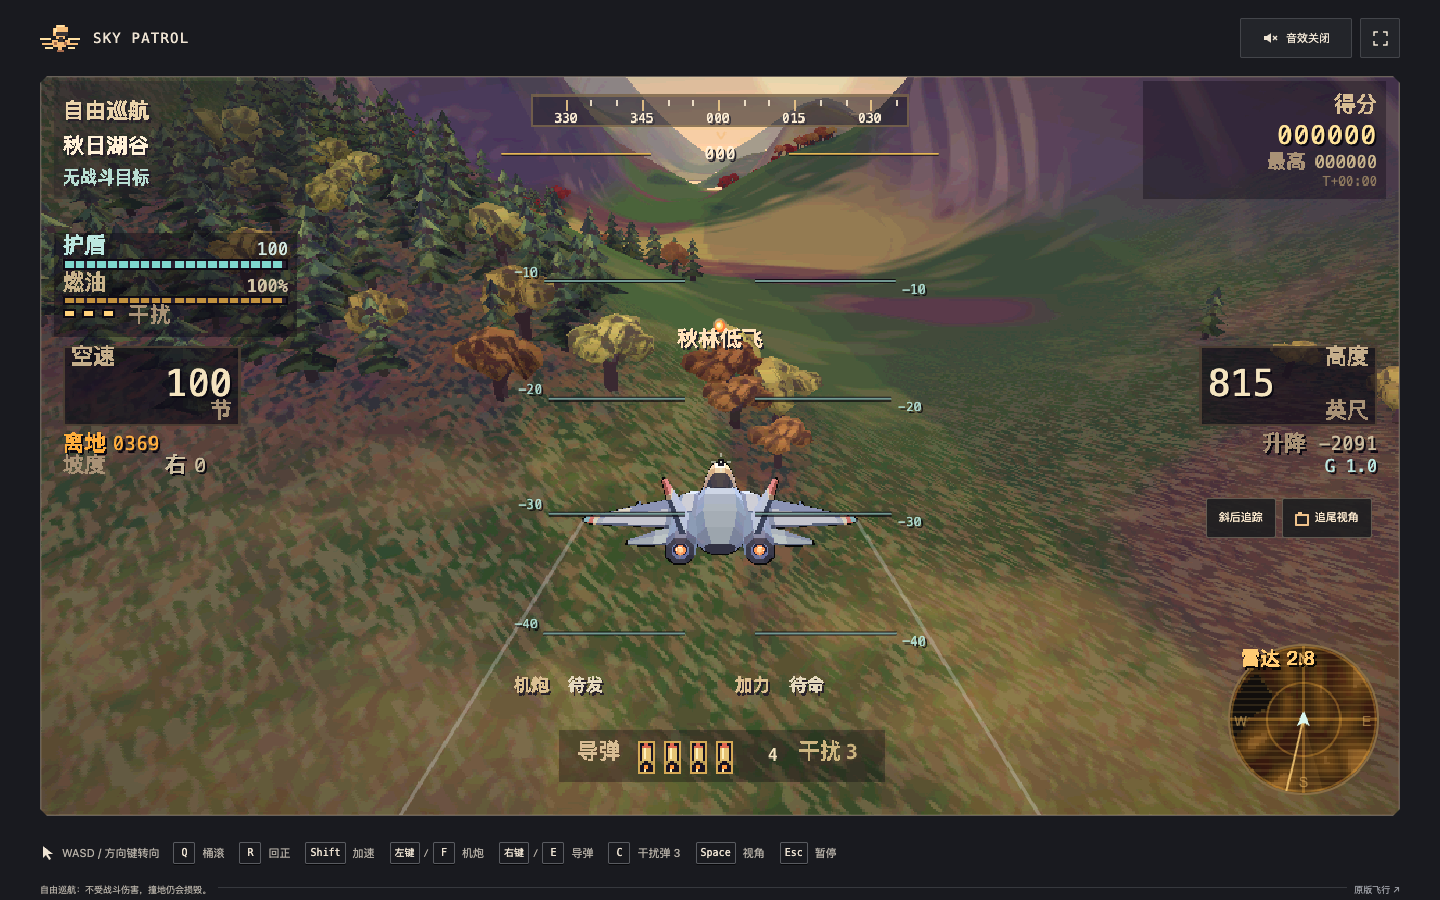 SKY PATROL
音效关闭
自由巡航
秋日湖谷
无战斗目标
330 345 000 015 030
000
得分
000000
最高 000000
T+00:00
护盾 100
燃油 100%
干扰
空速
100
节
离地 0369
坡度 右 0
-10 -10
秋林低飞
-20 -20
-30 -30
-40 -40
高度
815
英尺
升降 -2091
G 1.0
斜后追踪 追尾视角
机炮 待发 加力 待命
导弹 4 干扰 3
雷达 2.8
N
W E
S
WASD / 方向键转向 Q 桶滚 R 回正 Shift 加速 左键 / F 机炮 右键 / E 导弹 C 干扰弹 3 Space 视角 Esc 暂停
自由巡航：不受战斗伤害，撞地仍会损毁。
原版飞行 ↗